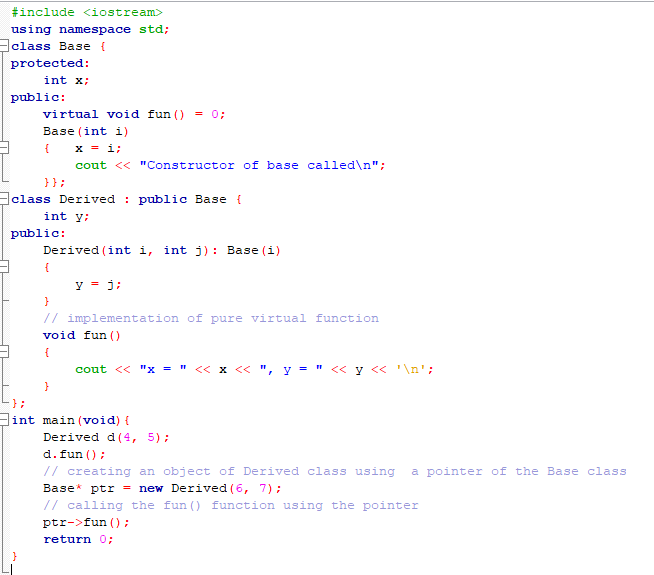 #include <iostream>
using namespace std;
class Base {
protected:
    int x;
public:
    virtual void fun() = 0;
    Base(int i)
    {   x = i;
        cout << "Constructor of base called\n";
    }};
class Derived : public Base {
    int y;
public:
    Derived(int i, int j): Base(i)
    {
        y = j;
    }
    // implementation of pure virtual function
    void fun()
    {
        cout << "x = " << x << ", y = " << y << '\n';
    }
};
int main(void){
    Derived d(4, 5);
    d.fun();
    // creating an object of Derived class using  a pointer of the Base class
    Base* ptr = new Derived(6, 7);
    // calling the fun() function using the pointer
    ptr->fun();
    return 0;
}